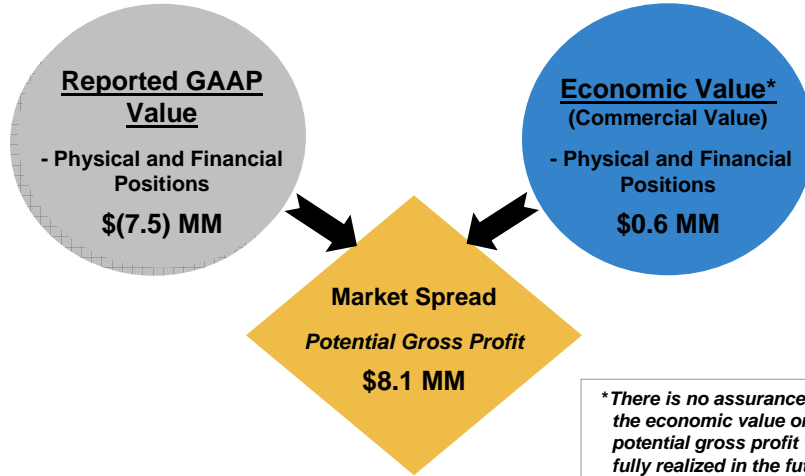 Reported GAAP
Value
- Physical and Financial
Positions
$(7.5) MM
Economic Value*
(Commercial Value)
- Physical and Financial
Positions
$0.6 MM
Market Spread
Potential Gross Profit
$8.1 MM
*There is no assurance
the economic value or
potential gross profit
fully realized in the